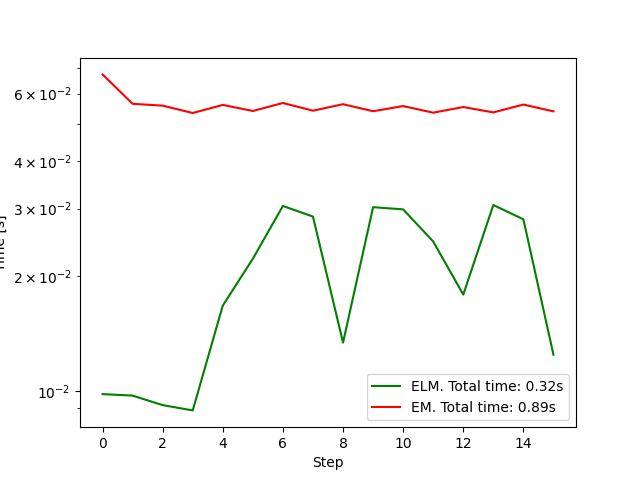 6 × 10⁻²
4 × 10⁻²
3 × 10⁻²
2 × 10⁻²
10⁻²
Time [s]
0 2 4 6 8 10 12 14
Step
ELM. Total time: 0.32s
EM. Total time: 0.89s